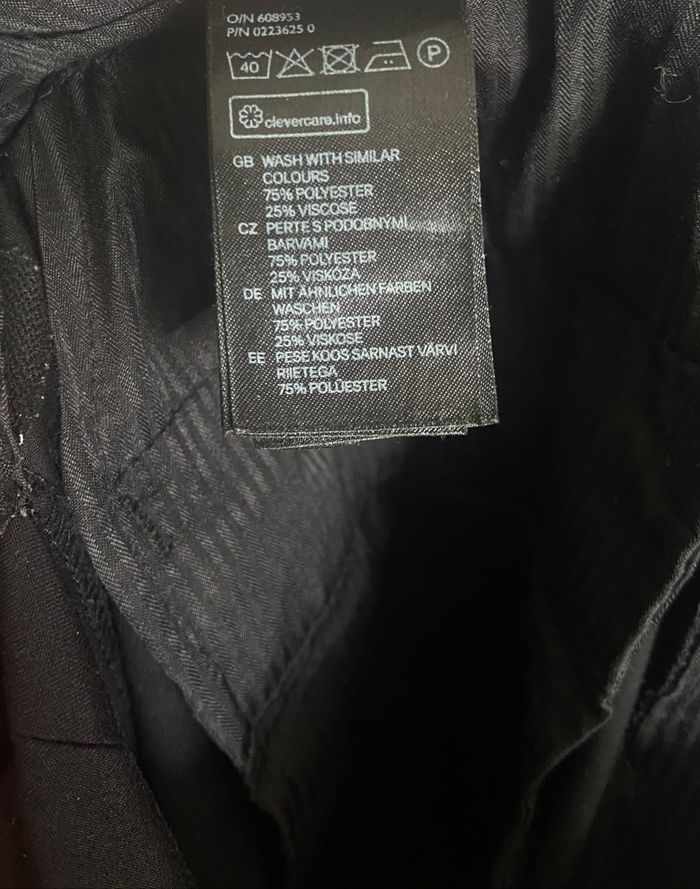 O/N 608953
P/N 0223625 0
40 P
clevercare.info
GB WASH WITH SIMILAR
COLOURS
75% POLYESTER
25% VISCOSE
CZ PERTE S PODOBNYMI
BARVAMI
75% POLYESTER
25% VISKOZA
DE MIT ÄHNLICHEN FARBEN
WASCHEN
75% POLYESTER
25% VISKOSE
EE PESE KOOS SARNAST VÄRVI
RIIETEGA
75% POLÜESTER